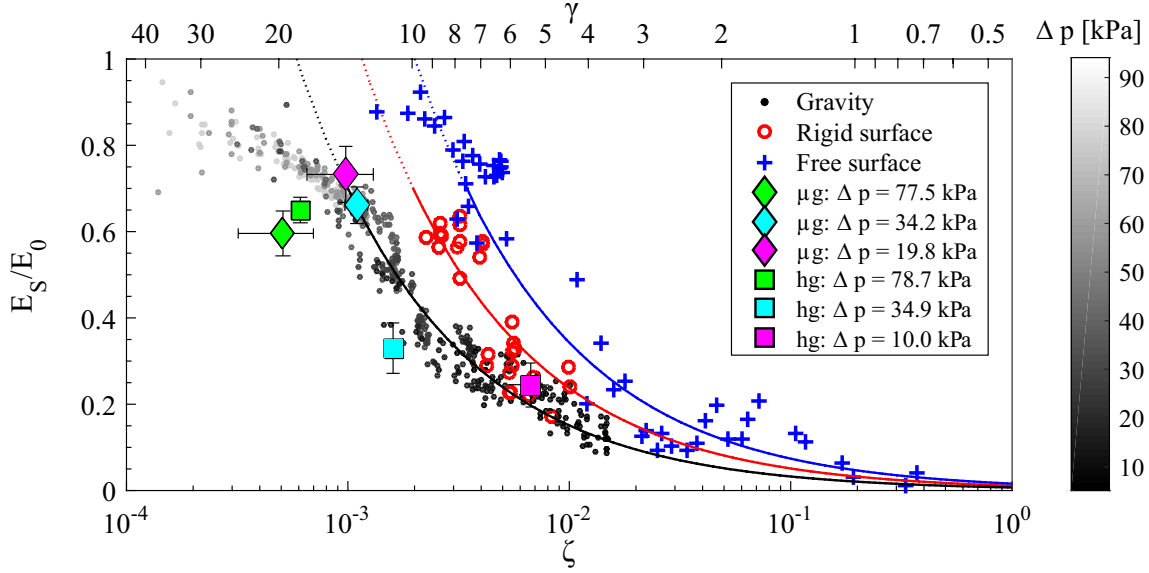 γ
40 30 20 10 8 7 6 5 4 3 2 1 0.7 0.5
Δ p [kPa]
E_S/E_0
1
0.8
0.6
0.4
0.2
0
10^-4 10^-3 10^-2 10^-1 10^0
ζ
Gravity
Rigid surface
Free surface
μg: Δ p = 77.5 kPa
μg: Δ p = 34.2 kPa
μg: Δ p = 19.8 kPa
hg: Δ p = 78.7 kPa
hg: Δ p = 34.9 kPa
hg: Δ p = 10.0 kPa
90
80
70
60
50
40
30
20
10